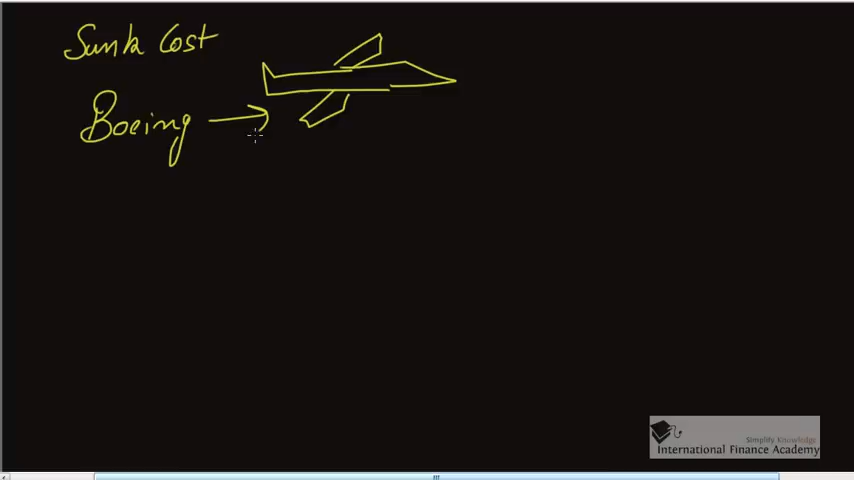 Sunk Cost
Boeing
Simplify Knowledge
International Finance Academy